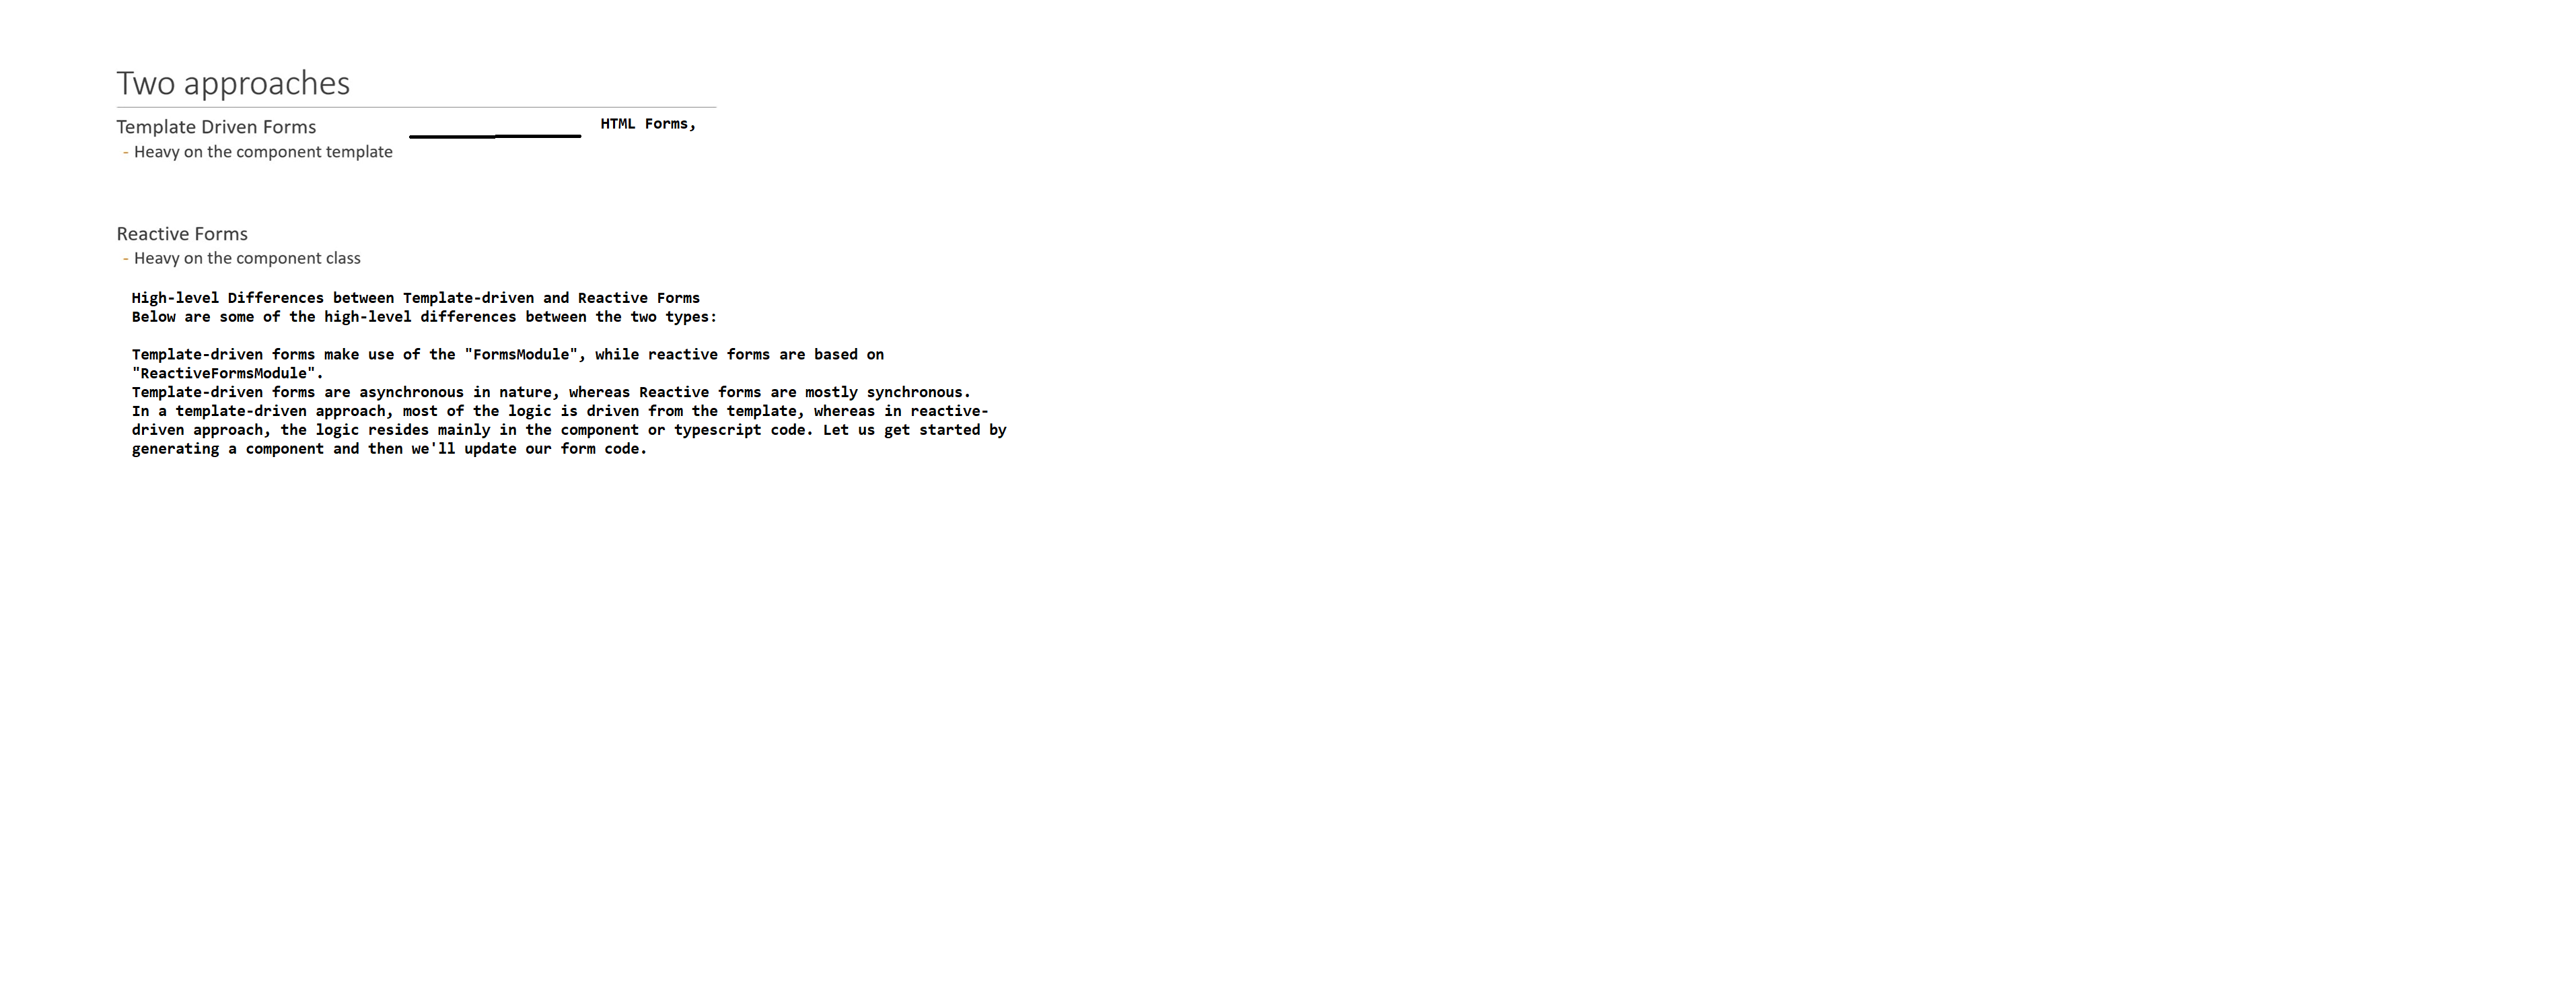 Two approaches
Template Driven Forms HTML Forms,
- Heavy on the component template
Reactive Forms
- Heavy on the component class
High-level Differences between Template-driven and Reactive Forms
Below are some of the high-level differences between the two types:
Template-driven forms make use of the "FormsModule", while reactive forms are based on
"ReactiveFormsModule".
Template-driven forms are asynchronous in nature, whereas Reactive forms are mostly synchronous.
In a template-driven approach, most of the logic is driven from the template, whereas in reactive-
driven approach, the logic resides mainly in the component or typescript code. Let us get started by
generating a component and then we'll update our form code.